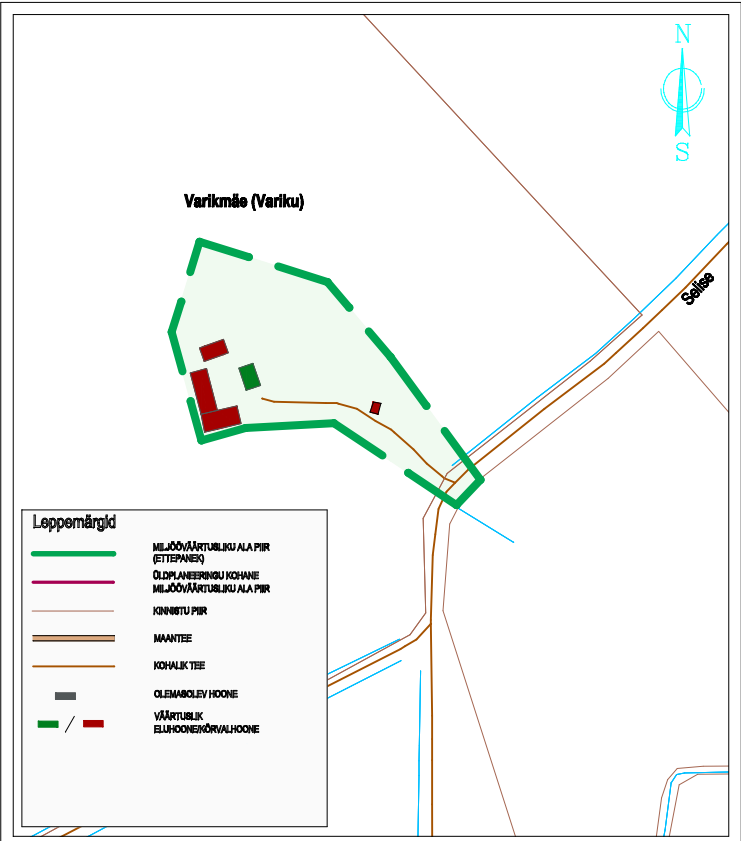 N
S
Varikmäe (Variku)
Selise
Leppemärgid
MILJÖÖVÄÄRTUSLIKU ALA PIIR
(ETTEPANEK)
ÜLDPLANEERINGU KOHANE
MILJÖÖVÄÄRTUSLIKU ALA PIIR
KINNISTU PIIR
MAANTEE
KOHALIK TEE
OLEMASOLEV HOONE
/
VÄÄRTUSLIK
ELUHOONE/KÕRVALHOONE